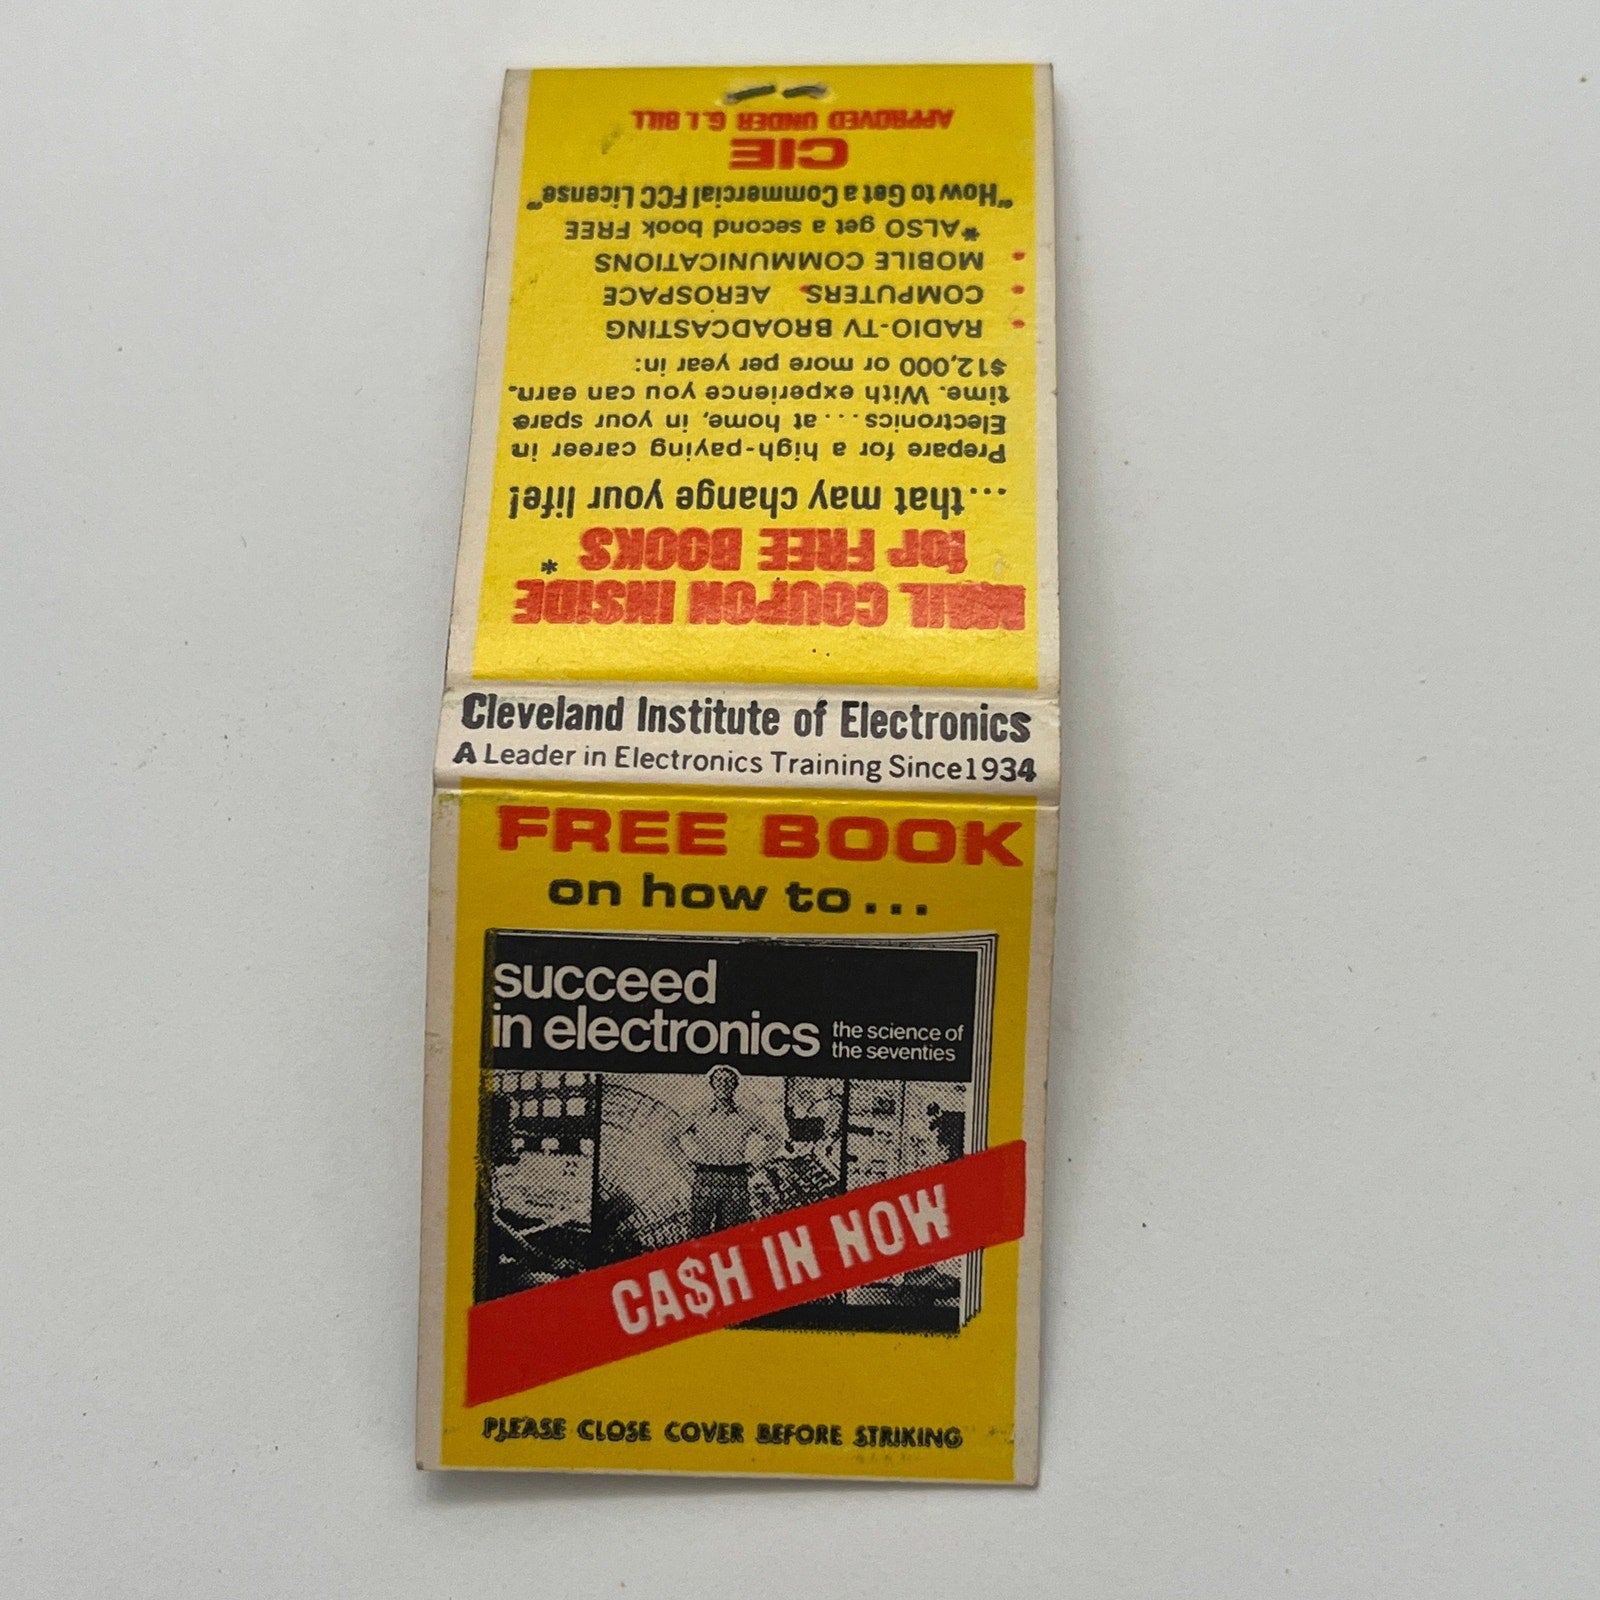 Cleveland Institute of Electronics
A Leader in Electronics Training Since 1934
FREE BOOK
on how to...
succeed
in electronics
the science of
the seventies
CA$H IN NOW
PLEASE CLOSE COVER BEFORE STRIKING
MAIL COUPON INSIDE
for FREE BOOKS*
...that may change your life!
Prepare for a high-paying career in
Electronics....at home, in your spare
time. With experience you can earn
$12,000 or more per year in:
• RADIO-TV BROADCASTING
• COMPUTERS • AEROSPACE
• MOBILE COMMUNICATIONS
*ALSO get a second book FREE
"How to Get a Commercial FCC License"
CIE
APPROVED UNDER G.I. BILL